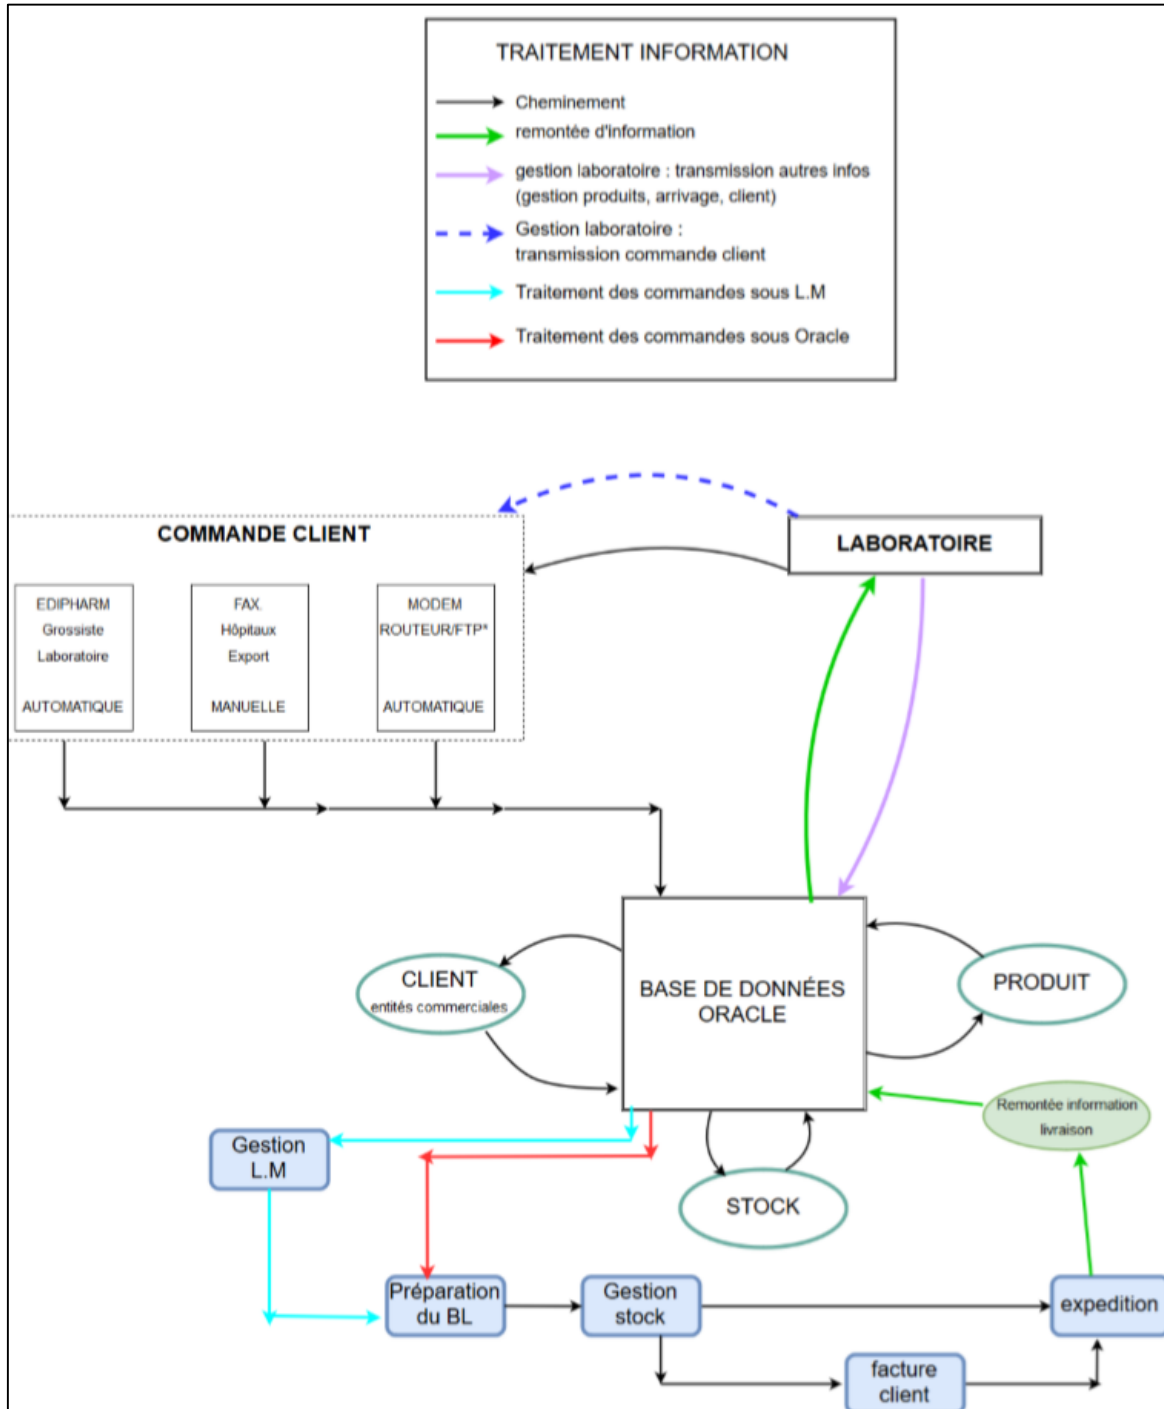 TRAITEMENT INFORMATION
Cheminement
remontée d'information
gestion laboratoire : transmission autres infos
(gestion produits, arrivage, client)
Gestion laboratoire :
transmission commande client
Traitement des commandes sous L.M
Traitement des commandes sous Oracle
COMMANDE CLIENT
LABORATOIRE
EDIPHARM
Grossiste
Laboratoire
AUTOMATIQUE
FAX
Hôpitaux
Export
MANUELLE
MODEM
ROUTEUR/FTP*
AUTOMATIQUE
CLIENT
entités commerciales
BASE DE DONNÉES
ORACLE
PRODUIT
Remontée information
livraison
Gestion
L.M
STOCK
Préparation
du BL
Gestion
stock
expedition
facture
client